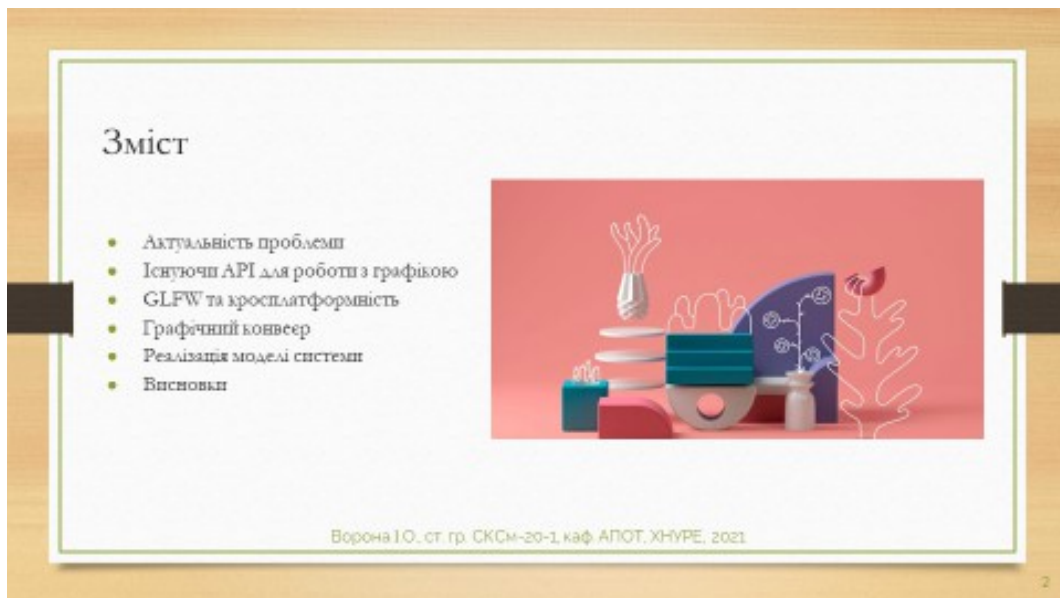 Зміст
Актуальність проблеми
Існуючи API для роботи з графікою
GLFW та кросплатформність
Графічний конвеєр
Реалізація моделі системи
Висновки
Ворона І.О., ст. гр. СКСм-20-1, каф. АПОТ, ХНУРЕ, 2021
2